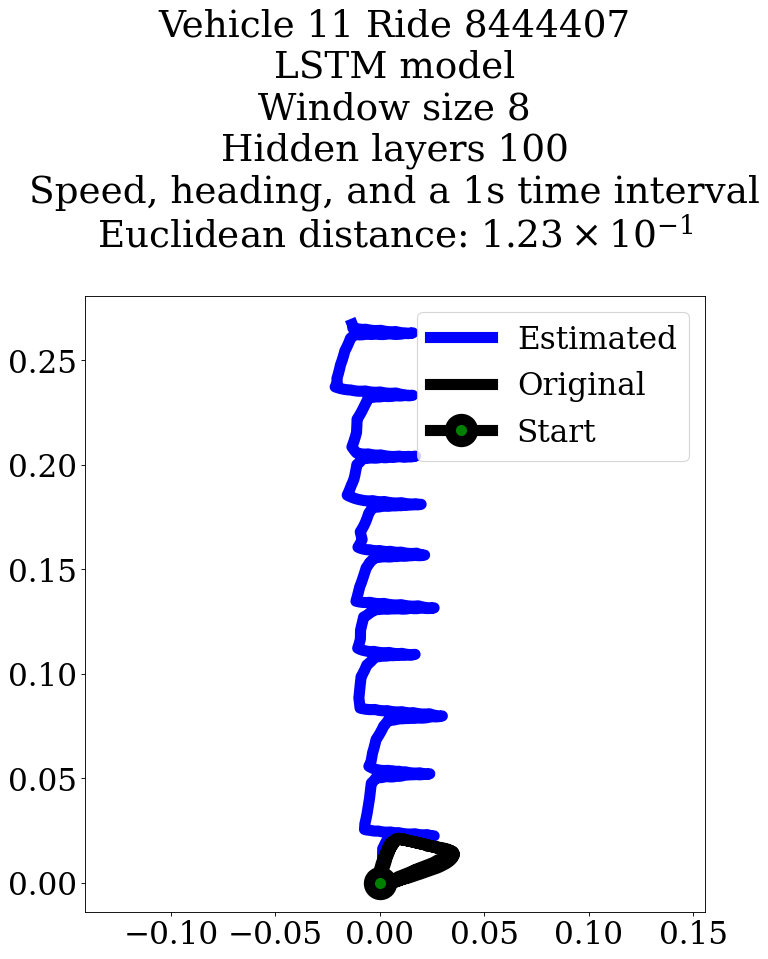 Vehicle 11 Ride 8444407
LSTM model
Window size 8
Hidden layers 100
Speed, heading, and a 1s time interval
Euclidean distance: 1.23 × 10⁻¹
Estimated
Original
Start
0.25
0.20
0.15
0.10
0.05
0.00
−0.10 −0.05 0.00 0.05 0.10 0.15